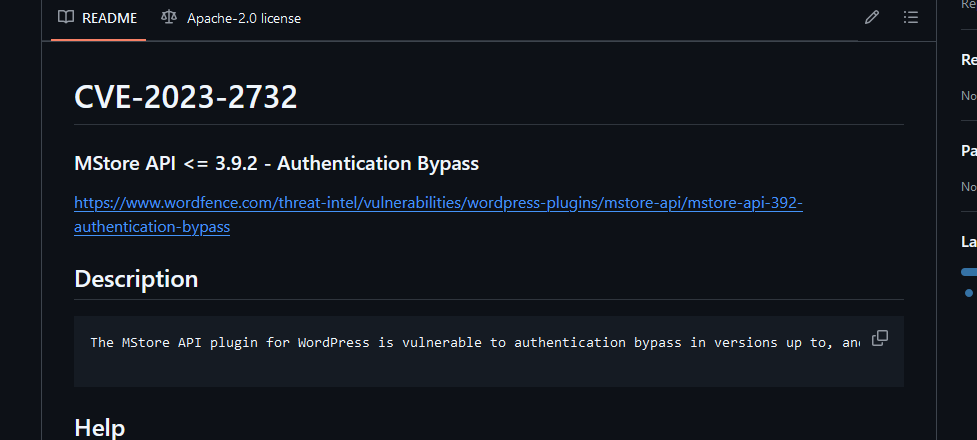 README
Apache-2.0 license
Re
CVE-2023-2732
Re
No
MStore API <= 3.9.2 - Authentication Bypass
Pa
No
https://www.wordfence.com/threat-intel/vulnerabilities/wordpress-plugins/mstore-api/mstore-api-392-
authentication-bypass
La
Description
The MStore API plugin for WordPress is vulnerable to authentication bypass in versions up to, an
Help